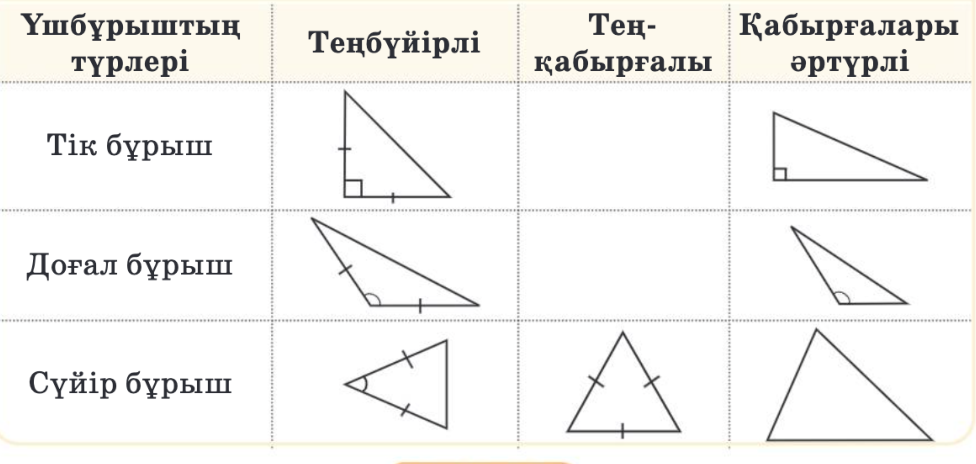 Үшбұрыштың
түрлері
Теңбүйірлі
Тең-
қабырғалы
Қабырғалары
әртүрлі
Тік бұрыш
Доғал бұрыш
Сүйір бұрыш